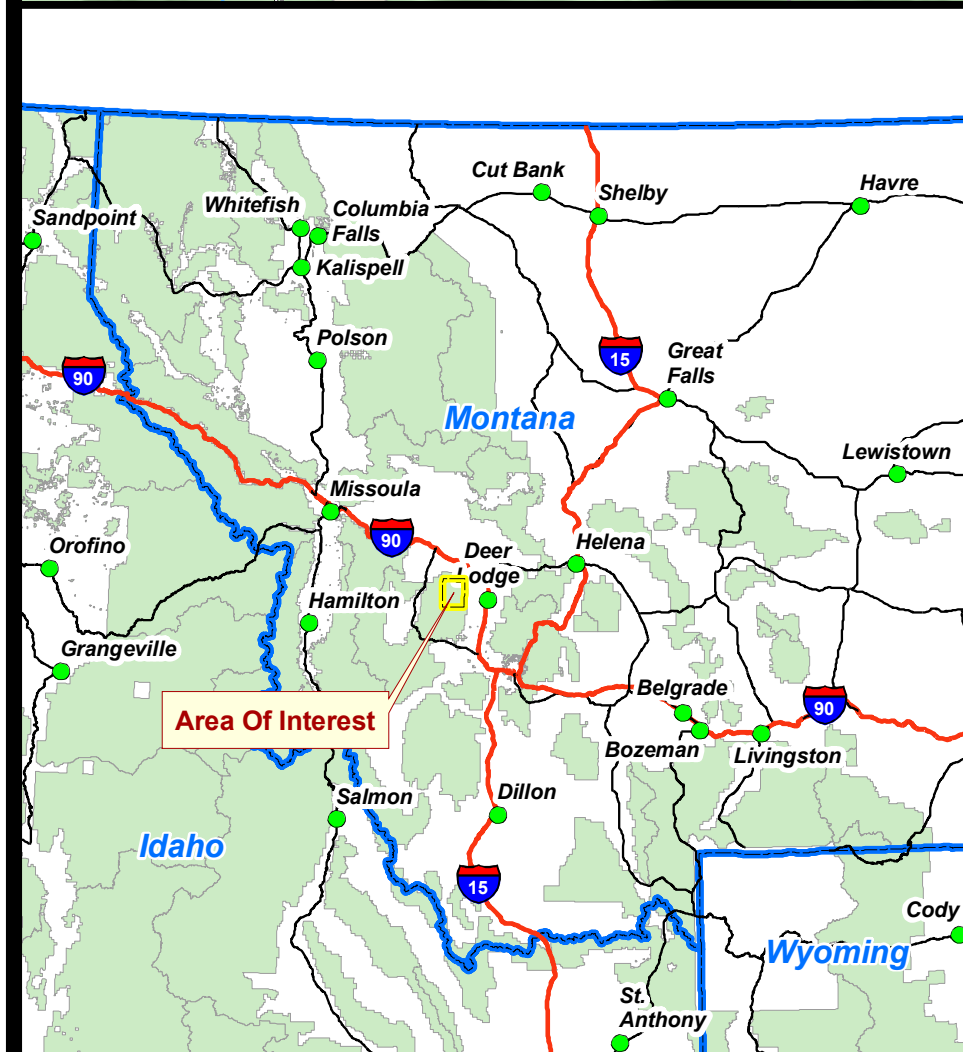 Cut Bank
Havre
Shelby
Whitefish
Columbia
Falls
Sandpoint
Kalispell
Polson
15
Great
Falls
90
Montana
Lewistown
Missoula
90
Helena
Deer
Lodge
Orofino
Hamilton
Grangeville
Belgrade
90
Area Of Interest
Bozeman
Livingston
Salmon
Dillon
Idaho
15
Cody
Wyoming
St.
Anthony